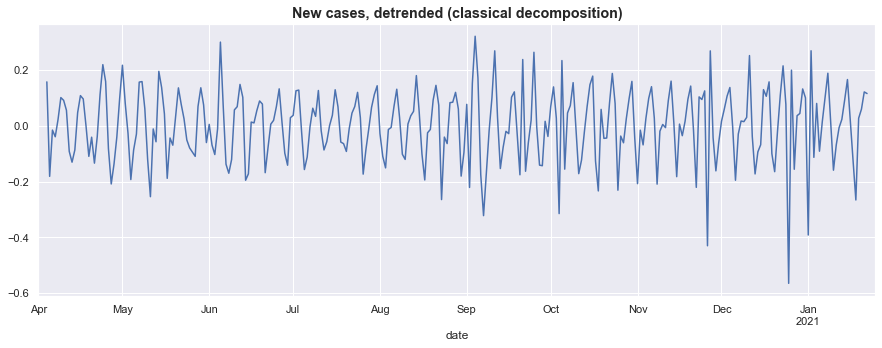 New cases, detrended (classical decomposition)
0.2
0.0
−0.2
−0.4
−0.6
Apr May Jun Jul Aug Sep Oct Nov Dec Jan
2021
date